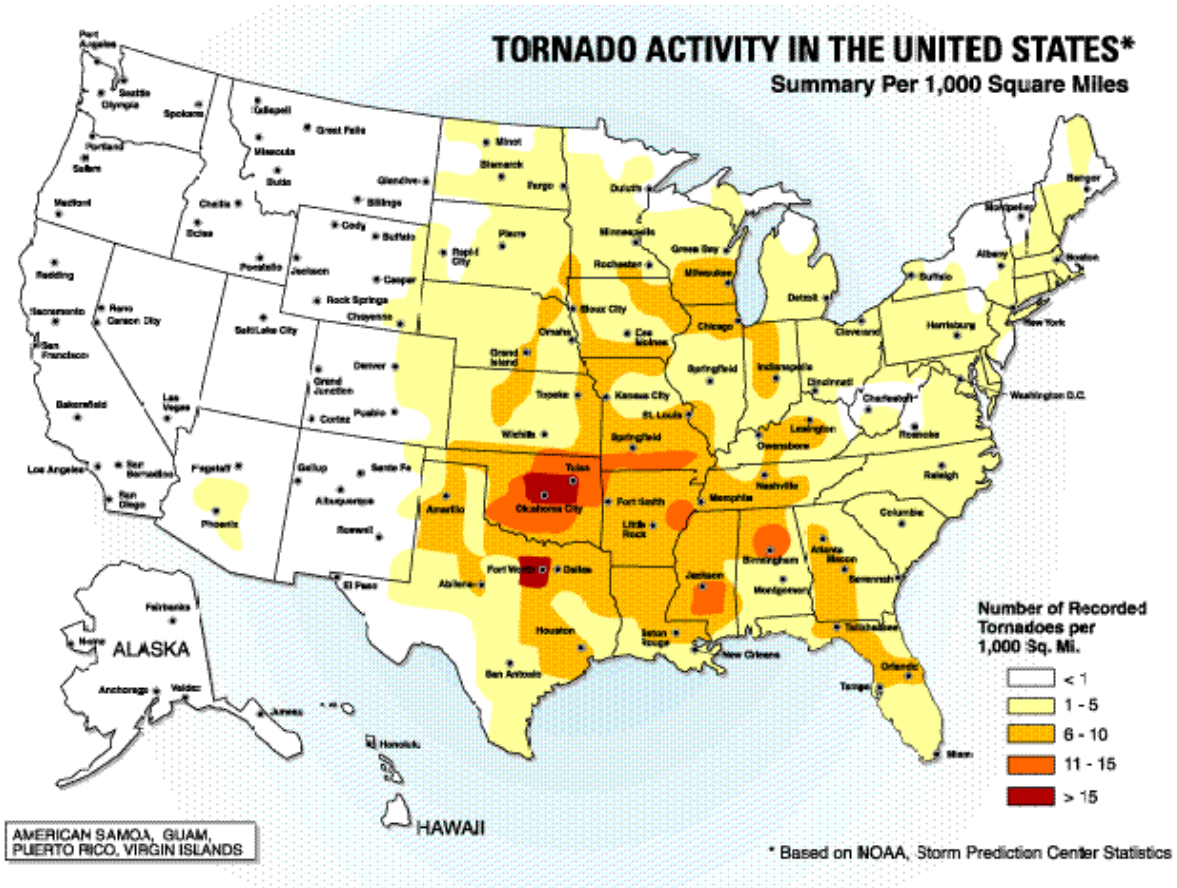 TORNADO ACTIVITY IN THE UNITED STATES*
Summary Per 1,000 Square Miles
Port
Angeles
Seattle
Olympia
Spokane
Portland
Salem
Medford
Kalispell
Great Falls
Missoula
Butte
Glendive
Billings
Challis
Boise
Pocatello
Jackson
Cody
Buffalo
Casper
Rock Springs
Cheyenne
Minot
Bismarck
Fargo
Pierre
Rapid
City
Duluth
Minneapolis
Rochester
Green Bay
Milwaukee
Detroit
Bangor
Montpelier
Albany
Boston
Buffalo
New York
Harrisburg
Cleveland
Washington D.C.
Redding
Sacramento
San
Francisco
Reno
Carson City
Salt Lake City
Bakersfield
Las
Vegas
Los Angeles
San
Bernardino
San
Diego
Denver
Grand
Junction
Pueblo
Cortez
Grand
Island
Omaha
Sioux City
Des
Moines
Chicago
Springfield
Indianapolis
Cincinnati
Charleston
Roanoke
Topeka
Kansas City
St. Louis
Wichita
Springfield
Lexington
Owensboro
Nashville
Raleigh
Flagstaff
Phoenix
Gallup
Santa Fe
Albuquerque
Roswell
Amarillo
Tulsa
Oklahoma City
Fort Smith
Little
Rock
Memphis
Columbia
Atlanta
Macon
Savannah
Birmingham
Montgomery
Jackson
El Paso
Abilene
Fort Worth
Dallas
Houston
San Antonio
Baton
Rouge
New Orleans
Tallahassee
Orlando
Tampa
Miami
Fairbanks
Nome
ALASKA
Anchorage
Valdez
Juneau
Honolulu
HAWAII
Number of Recorded
Tornadoes per
1,000 Sq. Mi.
< 1
1 - 5
6 - 10
11 - 15
> 15
AMERICAN SAMOA, GUAM,
PUERTO RICO, VIRGIN ISLANDS
* Based on NOAA, Storm Prediction Center Statistics